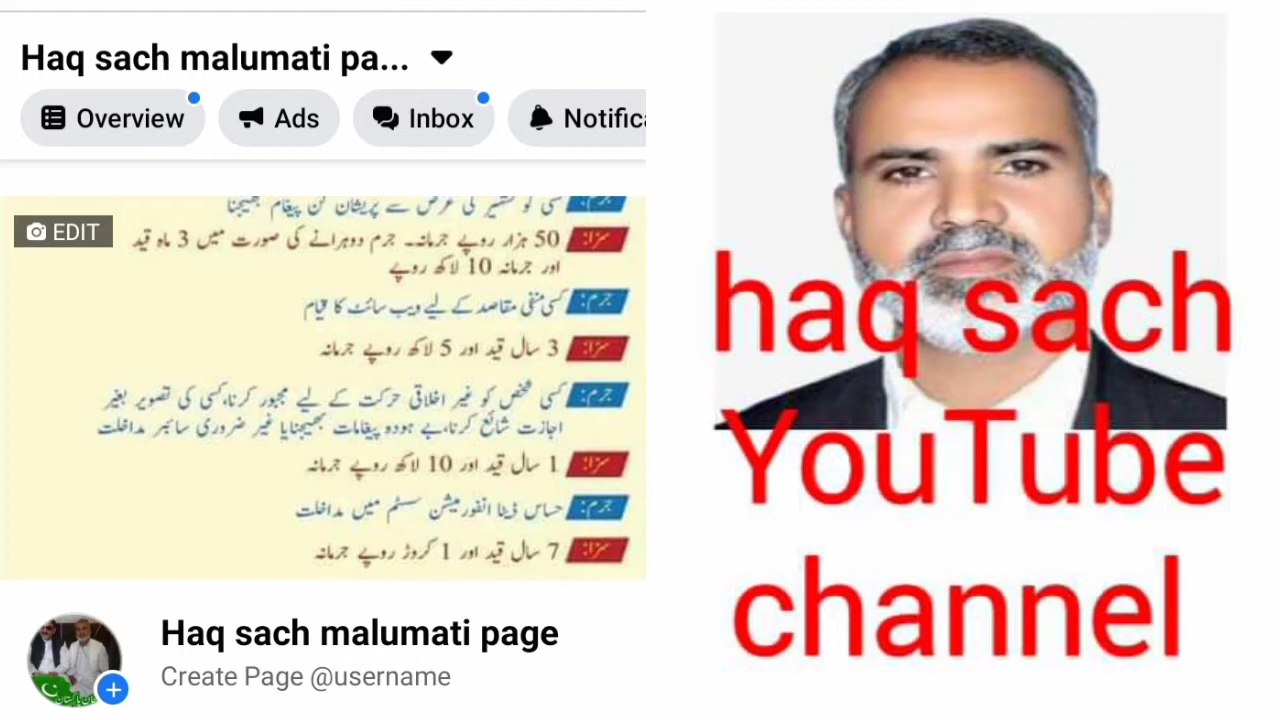 Haq sach malumati pa...
Overview
Ads
Inbox
Notifica
EDIT
کسی کو تشہیر کی غرض سے پریشان کن پیغام بھیجنا
سزا: 50 ہزار روپے جرمانہ۔ جرم دوہرانے کی صورت میں 3 ماہ قید
اور جرمانہ 10 لاکھ روپے
جرم: کسی منفی مقاصد کے لیے ویب سائٹ کا قیام
سزا: 3 سال قید اور 5 لاکھ روپے جرمانہ
جرم: کسی شخص کو غیر اخلاقی حرکت کے لیے مجبور کرنا،کسی کی تصویر بغیر
اجازت شائع کرنا،بے ہودہ پیغامات بھیجنایا غیر ضروری سائبر مداخلت
سزا: 1 سال قید اور 10 لاکھ روپے جرمانہ
جرم: حساس ڈیٹا انفورمیشن سسٹم میں مداخلت
سزا: 7 سال قید اور 1 کروڑ روپے جرمانہ
Haq sach malumati page
Create Page @username
haq sach
YouTube
channel